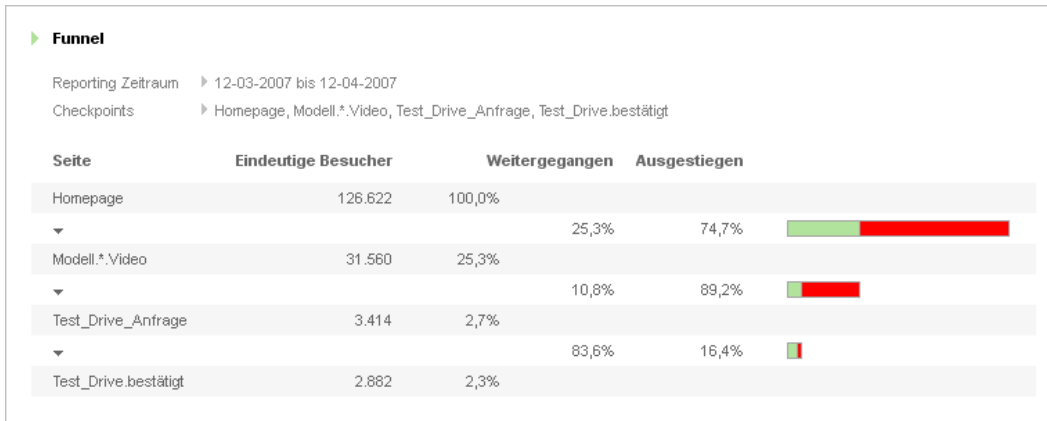 Funnel
Reporting Zeitraum 12-03-2007 bis 12-04-2007
Checkpoints Homepage, Modell.*.Video, Test_Drive_Anfrage, Test_Drive.bestätigt
Seite Eindeutige Besucher Weitergegangen Ausgestiegen
Homepage 126.622 100,0%
25,3% 74,7%
Modell.*.Video 31.560 25,3%
10,8% 89,2%
Test_Drive_Anfrage 3.414 2,7%
83,6% 16,4%
Test_Drive.bestätigt 2.882 2,3%